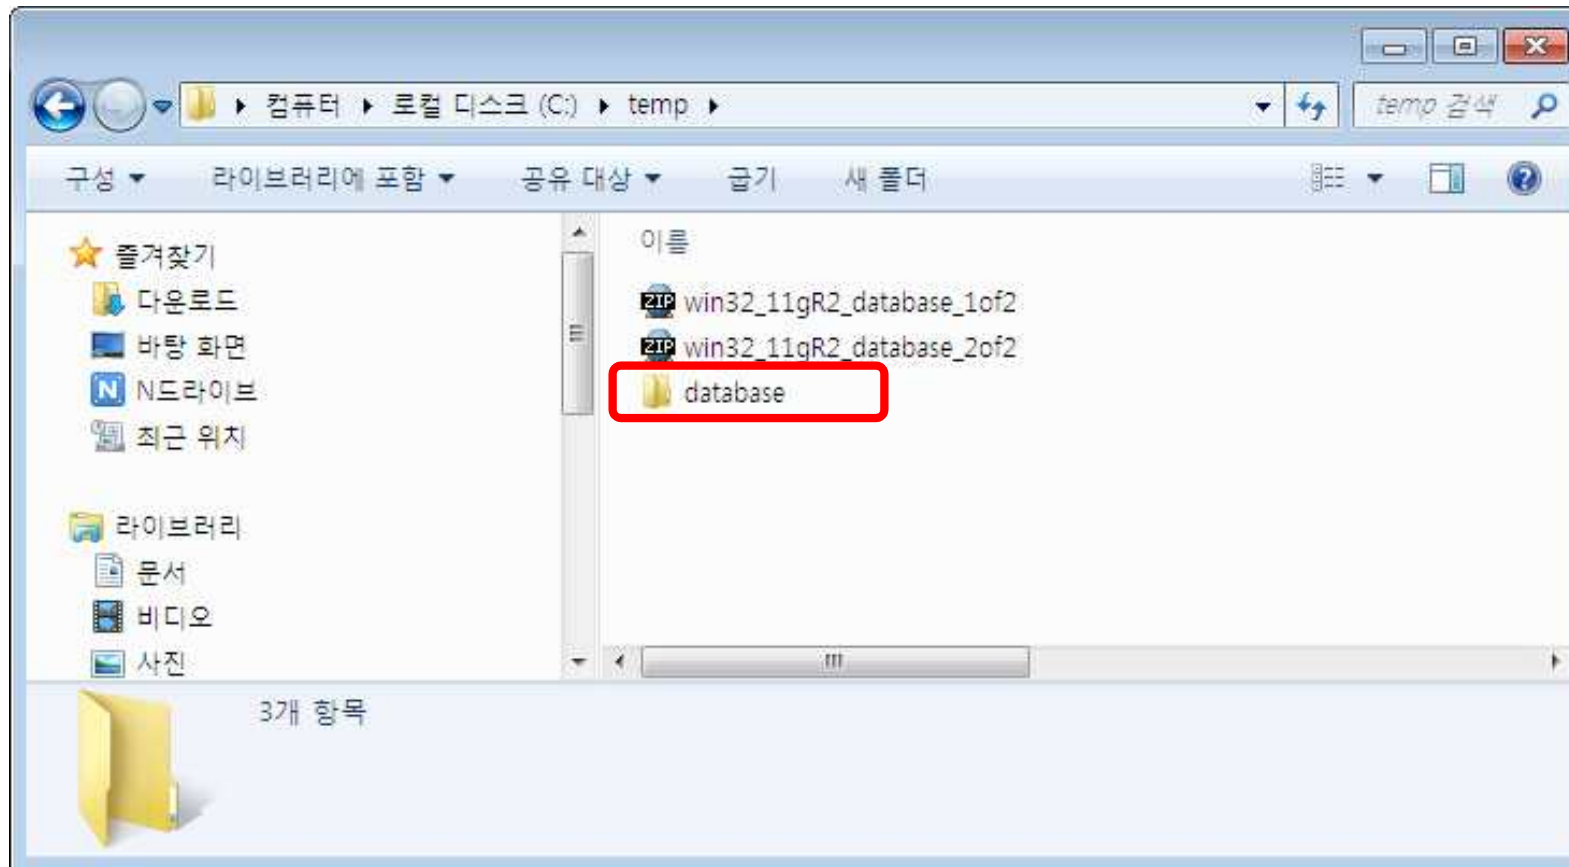 컴퓨터 로컬 디스크 (C:) temp
temp 검색
구성 라이브러리에 포함 공유 대상 굽기 새 폴더
즐겨찾기
다운로드
바탕 화면
N드라이브
최근 위치
라이브러리
문서
비디오
사진
이름
ZIP win32_11gR2_database_1of2
ZIP win32_11gR2_database_2of2
database
3개 항목